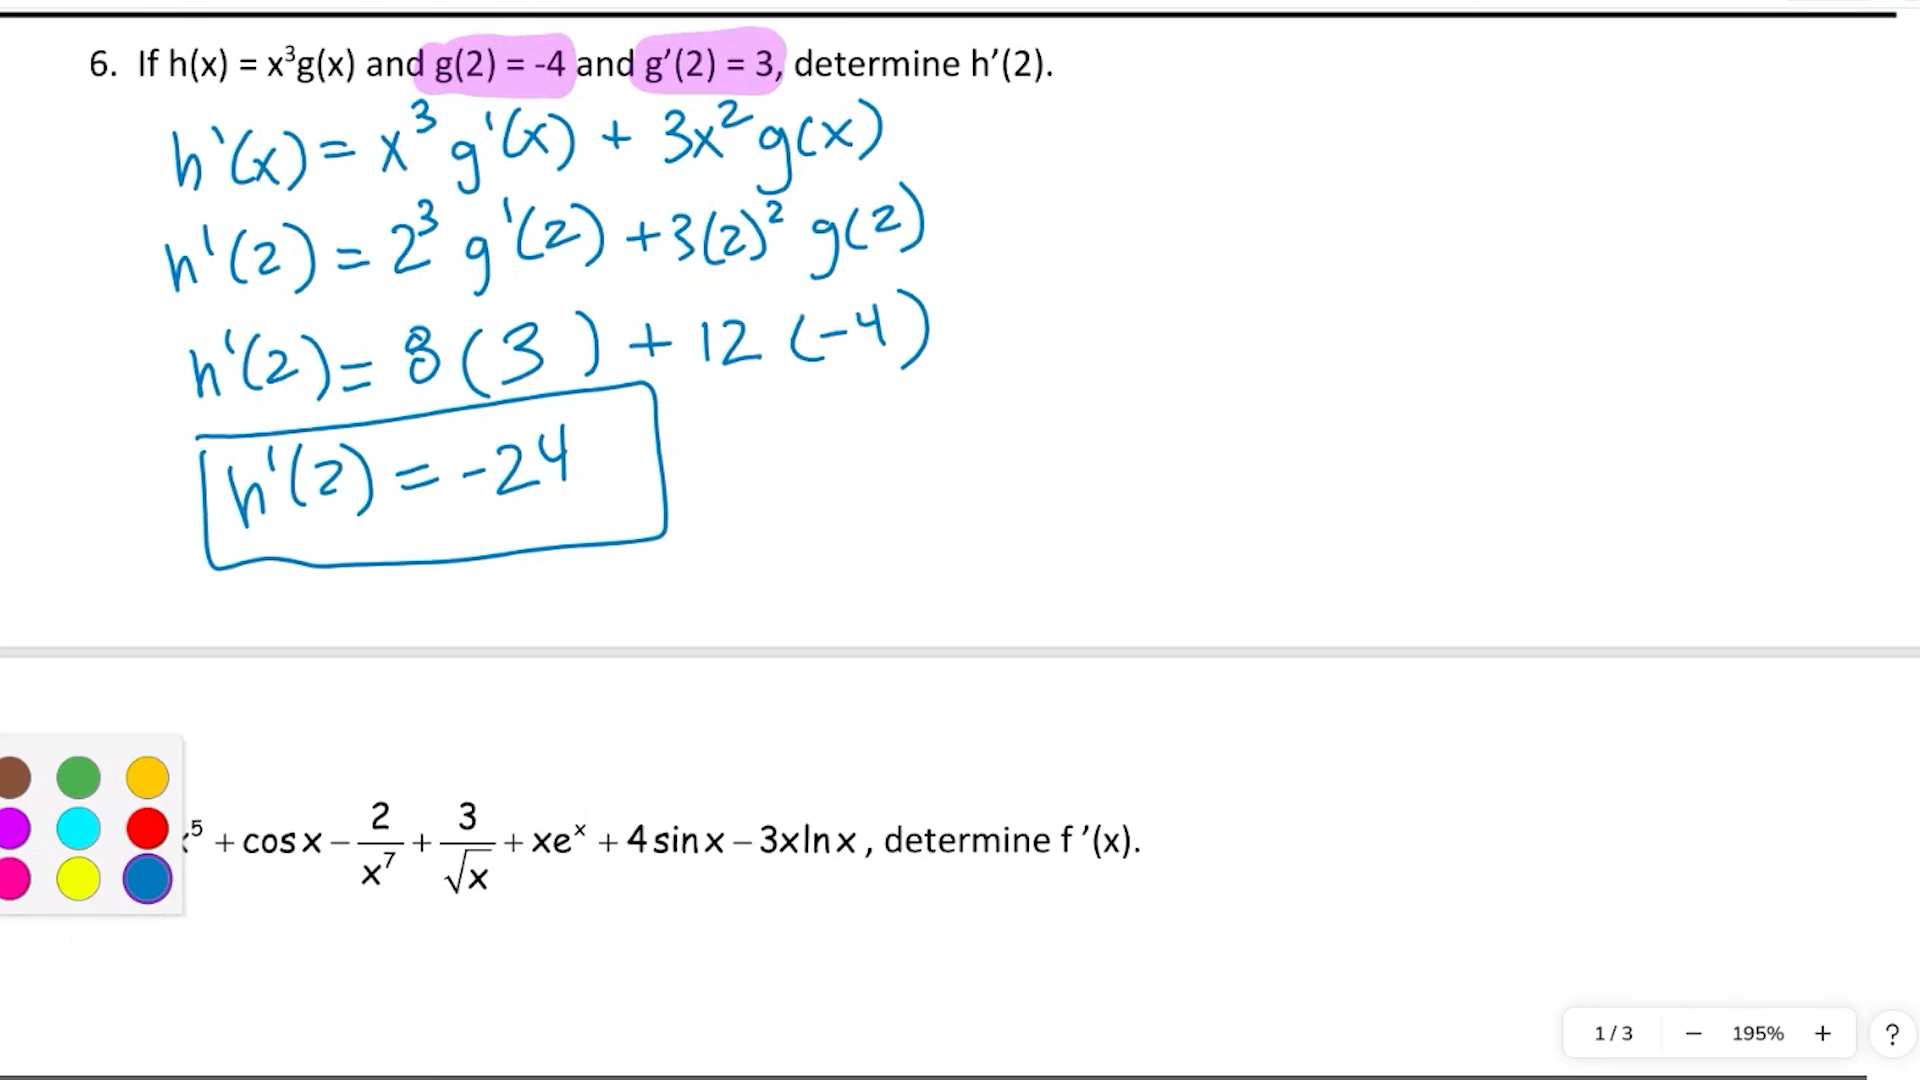 6. If h(x) = x³g(x) and g(2) = -4 and g′(2) = 3, determine h′(2).
h'(x) = x³ g'(x) + 3x² g(x)
h'(2) = 2³ g'(2) + 3(2)² g(2)
h'(2) = 8(3) + 12(-4)
h'(2) = -24
⁵ + cos x − 2/x⁷ + 3/√x + xeˣ + 4 sin x − 3x ln x, determine f ′(x).
1 / 3 − 195% + ?